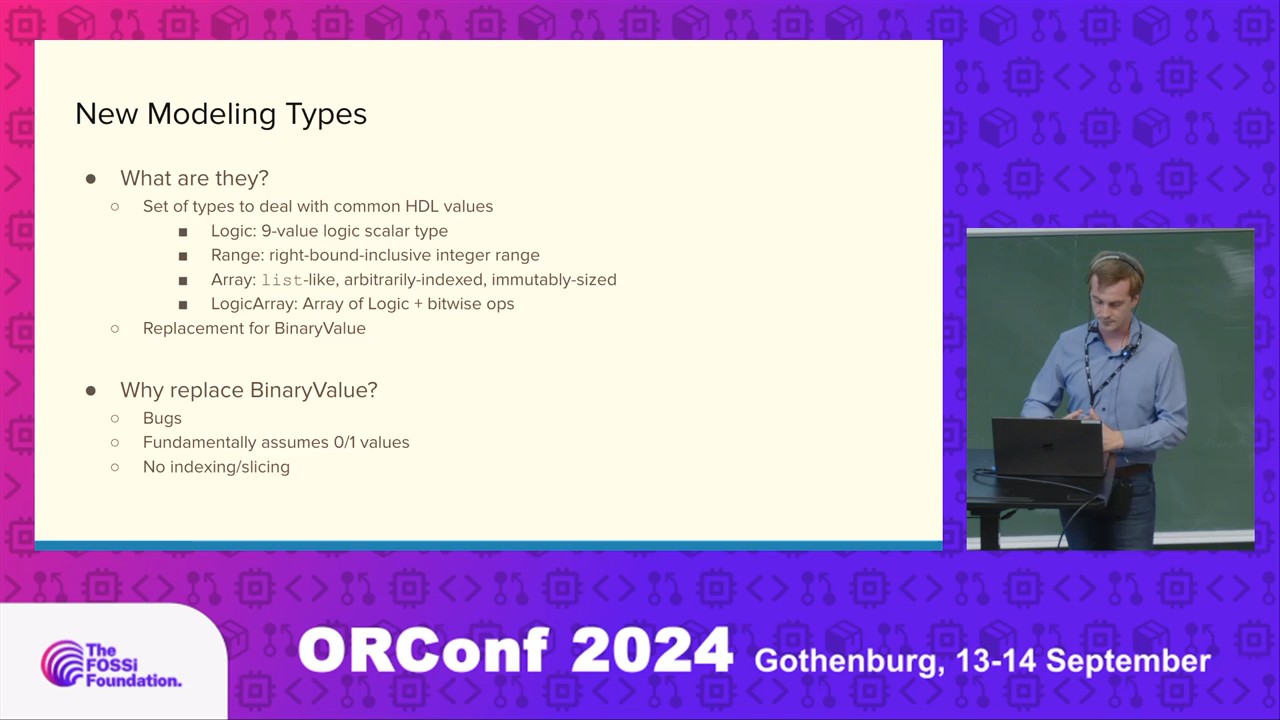 New Modeling Types
● What are they?
○ Set of types to deal with common HDL values
■ Logic: 9-value logic scalar type
■ Range: right-bound-inclusive integer range
■ Array: list-like, arbitrarily-indexed, immutably-sized
■ LogicArray: Array of Logic + bitwise ops
○ Replacement for BinaryValue
● Why replace BinaryValue?
○ Bugs
○ Fundamentally assumes 0/1 values
○ No indexing/slicing
The
FOSSi
Foundation.
ORConf 2024 Gothenburg, 13-14 September